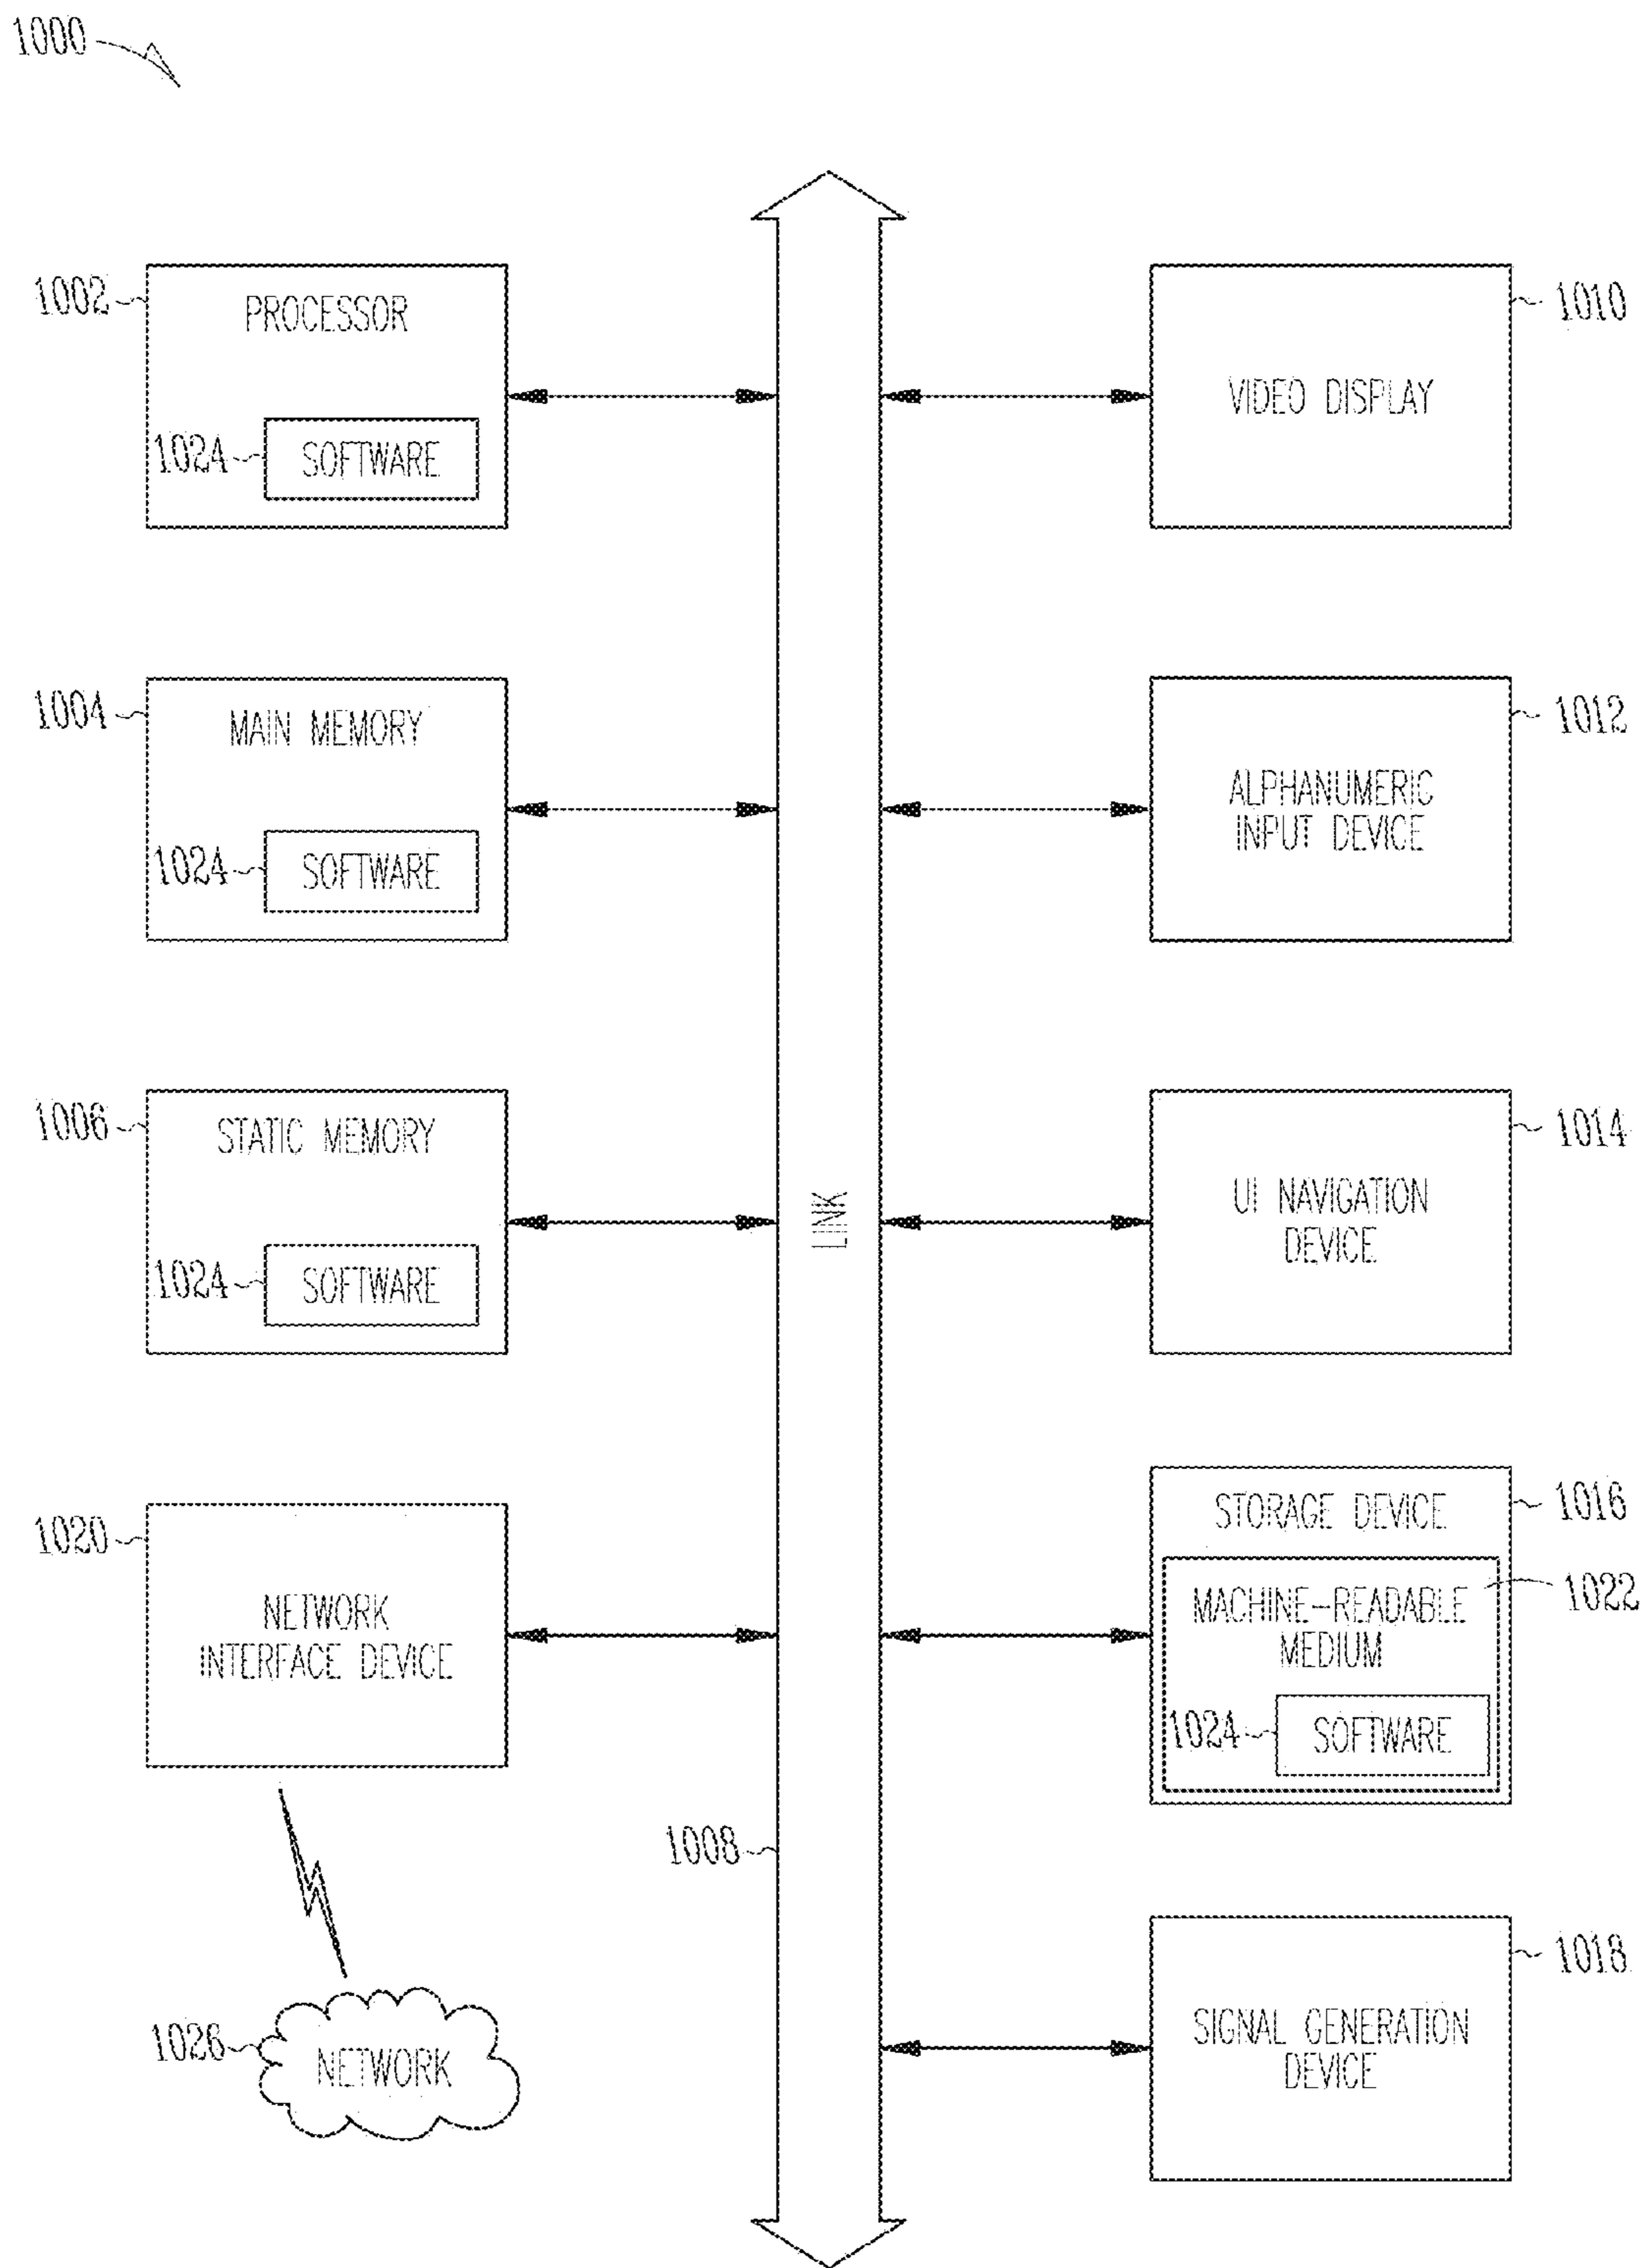 1000
1002
PROCESSOR
1024
SOFTWARE
1004
MAIN MEMORY
1024
SOFTWARE
1006
STATIC MEMORY
1024
SOFTWARE
1020
NETWORK
INTERFACE DEVICE
1026
NETWORK
LINK
1008
1010
VIDEO DISPLAY
1012
ALPHANUMERIC
INPUT DEVICE
1014
UI NAVIGATION
DEVICE
1016
STORAGE DEVICE
1022
MACHINE-READABLE
MEDIUM
1024
SOFTWARE
1018
SIGNAL GENERATION
DEVICE